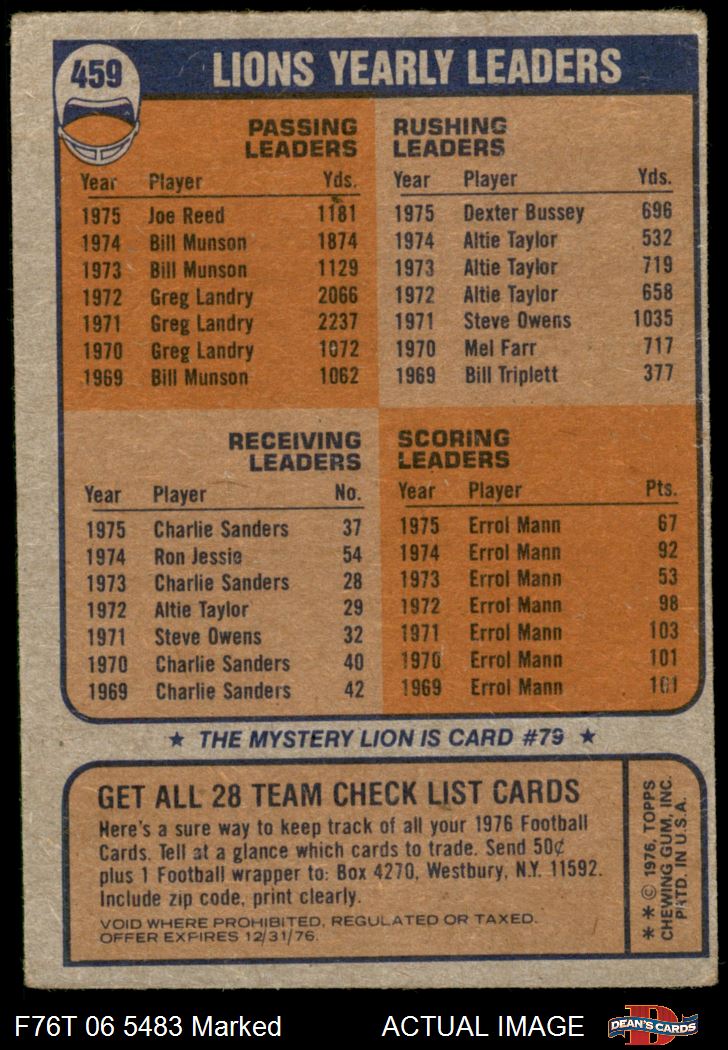 459
LIONS YEARLY LEADERS
PASSING
LEADERS
Year Player Yds.
1975 Joe Reed 1181
1974 Bill Munson 1874
1973 Bill Munson 1129
1972 Greg Landry 2066
1971 Greg Landry 2237
1970 Greg Landry 1072
1969 Bill Munson 1062
RUSHING
LEADERS
Year Player Yds.
1975 Dexter Bussey 696
1974 Altie Taylor 532
1973 Altie Taylor 719
1972 Altie Taylor 658
1971 Steve Owens 1035
1970 Mel Farr 717
1969 Bill Triplett 377
RECEIVING
LEADERS
Year Player No.
1975 Charlie Sanders 37
1974 Ron Jessie 54
1973 Charlie Sanders 28
1972 Altie Taylor 29
1971 Steve Owens 32
1970 Charlie Sanders 40
1969 Charlie Sanders 42
SCORING
LEADERS
Year Player Pts.
1975 Errol Mann 67
1974 Errol Mann 92
1973 Errol Mann 53
1972 Errol Mann 98
1971 Errol Mann 103
1970 Errol Mann 101
1969 Errol Mann 101
★ THE MYSTERY LION IS CARD #79 ★
GET ALL 28 TEAM CHECK LIST CARDS
Here's a sure way to keep track of all your 1976 Football
Cards. Tell at a glance which cards to trade. Send 50¢
plus 1 Football wrapper to: Box 4270, Westbury, N.Y. 11592.
Include zip code, print clearly.
VOID WHERE PROHIBITED, REGULATED OR TAXED.
OFFER EXPIRES 12/31/76.
✶ ✶ © 1976, TOPPS
CHEWING GUM, INC.
PRTD. IN U.S.A.
F76T 06 5483 Marked
ACTUAL IMAGE
D
DEAN'S CARDS